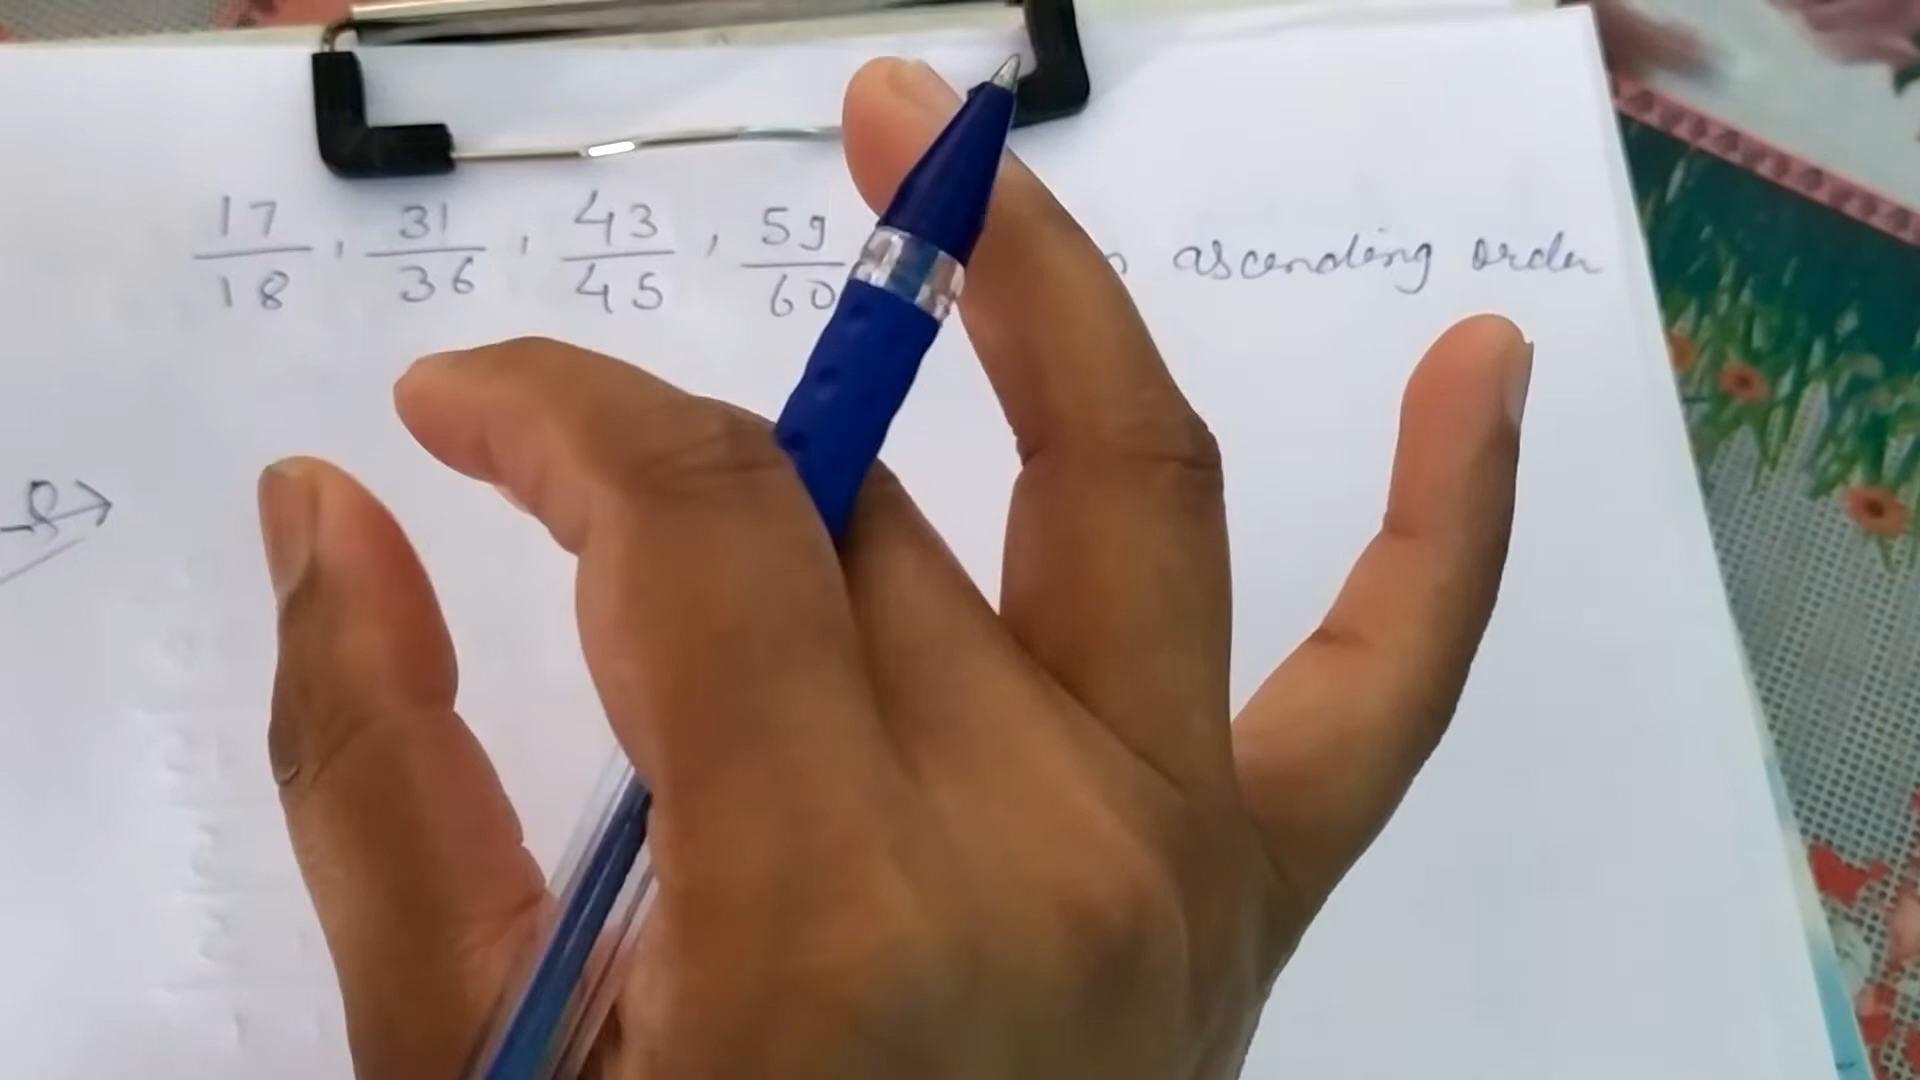 17/18, 31/36, 43/45, 59/60 ascending order